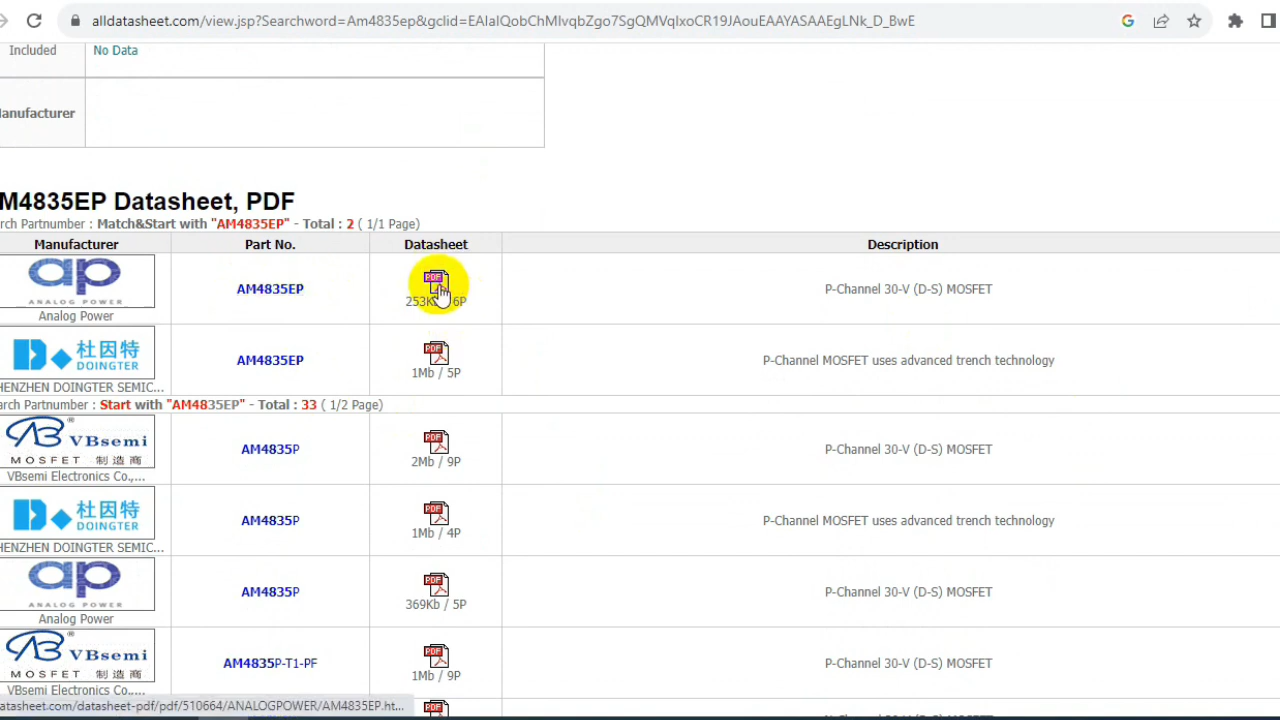 alldatasheet.com/view.jsp?Searchword=Am4835ep&gclid=EAIaIQobChMIvqbZgo7SgQMVqIxoCR19JAouEAAYASAAEgLNk_D_BwE
Included No Data
anufacturer
M4835EP Datasheet, PDF
rch Partnumber : Match&Start with "AM4835EP" - Total : 2 ( 1/1 Page)
Manufacturer Part No. Datasheet Description
ap
ANALOG POWER
Analog Power AM4835EP PDF 253K 6P P-Channel 30-V (D-S) MOSFET
杜因特
DOINGTER
HENZHEN DOINGTER SEMIC... AM4835EP PDF 1Mb / 5P P-Channel MOSFET uses advanced trench technology
arch Partnumber : Start with "AM4835EP" - Total : 33 ( 1/2 Page)
VBsemi
MOSFET 制造商
VBsemi Electronics Co.,... AM4835P PDF 2Mb / 9P P-Channel 30-V (D-S) MOSFET
杜因特
DOINGTER
HENZHEN DOINGTER SEMIC... AM4835P PDF 1Mb / 4P P-Channel MOSFET uses advanced trench technology
ap
ANALOG POWER
Analog Power AM4835P PDF 369Kb / 5P P-Channel 30-V (D-S) MOSFET
VBsemi
MOSFET 制造商
VBsemi Electronics Co.,... AM4835P-T1-PF PDF 1Mb / 9P P-Channel 30-V (D-S) MOSFET
PDF
atasheet.com/datasheet-pdf/pdf/510664/ANALOGPOWER/AM4835EP.ht...